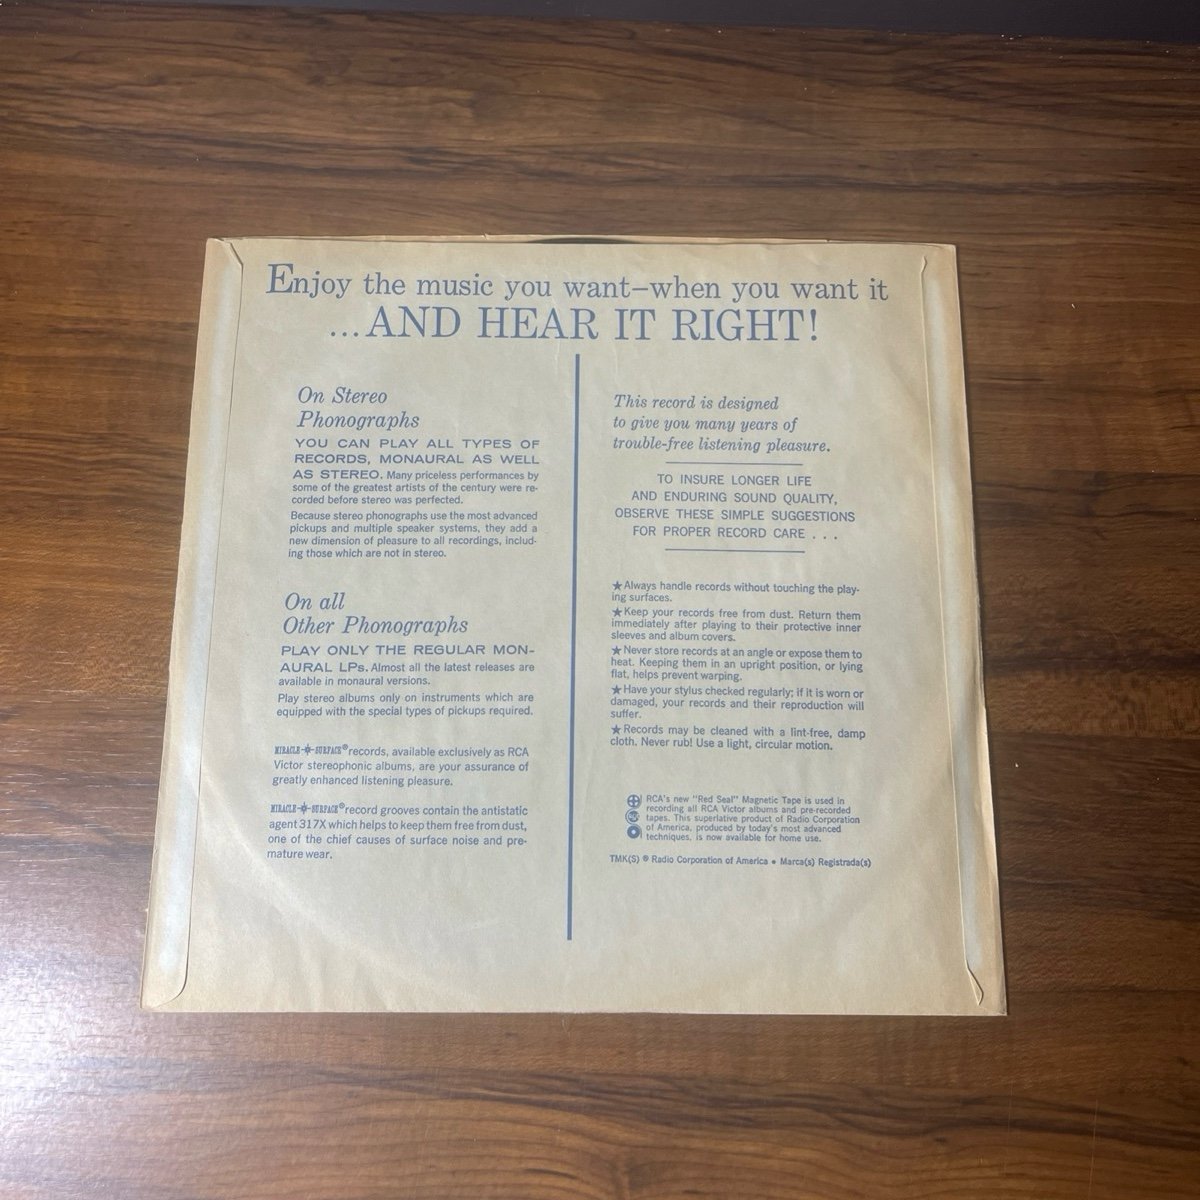 Enjoy the music you want—when you want it
...AND HEAR IT RIGHT!
On Stereo
Phonographs
YOU CAN PLAY ALL TYPES OF
RECORDS, MONAURAL AS WELL
AS STEREO. Many priceless performances by
some of the greatest artists of the century were re-
corded before stereo was perfected.
Because stereo phonographs use the most advanced
pickups and multiple speaker systems, they add a
new dimension of pleasure to all recordings, includ-
ing those which are not in stereo.
On all
Other Phonographs
PLAY ONLY THE REGULAR MON-
AURAL LPs. Almost all the latest releases are
available in monaural versions.
Play stereo albums only on instruments which are
equipped with the special types of pickups required.
MIRACLE SURFACE® records, available exclusively as RCA
Victor stereophonic albums, are your assurance of
greatly enhanced listening pleasure.
MIRACLE SURFACE® record grooves contain the antistatic
agent 317X which helps to keep them free from dust,
one of the chief causes of surface noise and pre-
mature wear.
This record is designed
to give you many years of
trouble-free listening pleasure.
TO INSURE LONGER LIFE
AND ENDURING SOUND QUALITY,
OBSERVE THESE SIMPLE SUGGESTIONS
FOR PROPER RECORD CARE . . .
★ Always handle records without touching the play-
ing surfaces.
★ Keep your records free from dust. Return them
immediately after playing to their protective inner
sleeves and album covers.
★ Never store records at an angle or expose them to
heat. Keeping them in an upright position, or lying
flat, helps prevent warping.
★ Have your stylus checked regularly; if it is worn or
damaged, your records and their reproduction will
suffer.
★ Records may be cleaned with a lint-free, damp
cloth. Never rub! Use a light, circular motion.
RCA's new "Red Seal" Magnetic Tape is used in
recording all RCA Victor albums and pre-recorded
tapes. This superlative product of Radio Corporation
of America, produced by today's most advanced
techniques, is now available for home use.
TMK(S) ® Radio Corporation of America • Marca(s) Registrada(s)